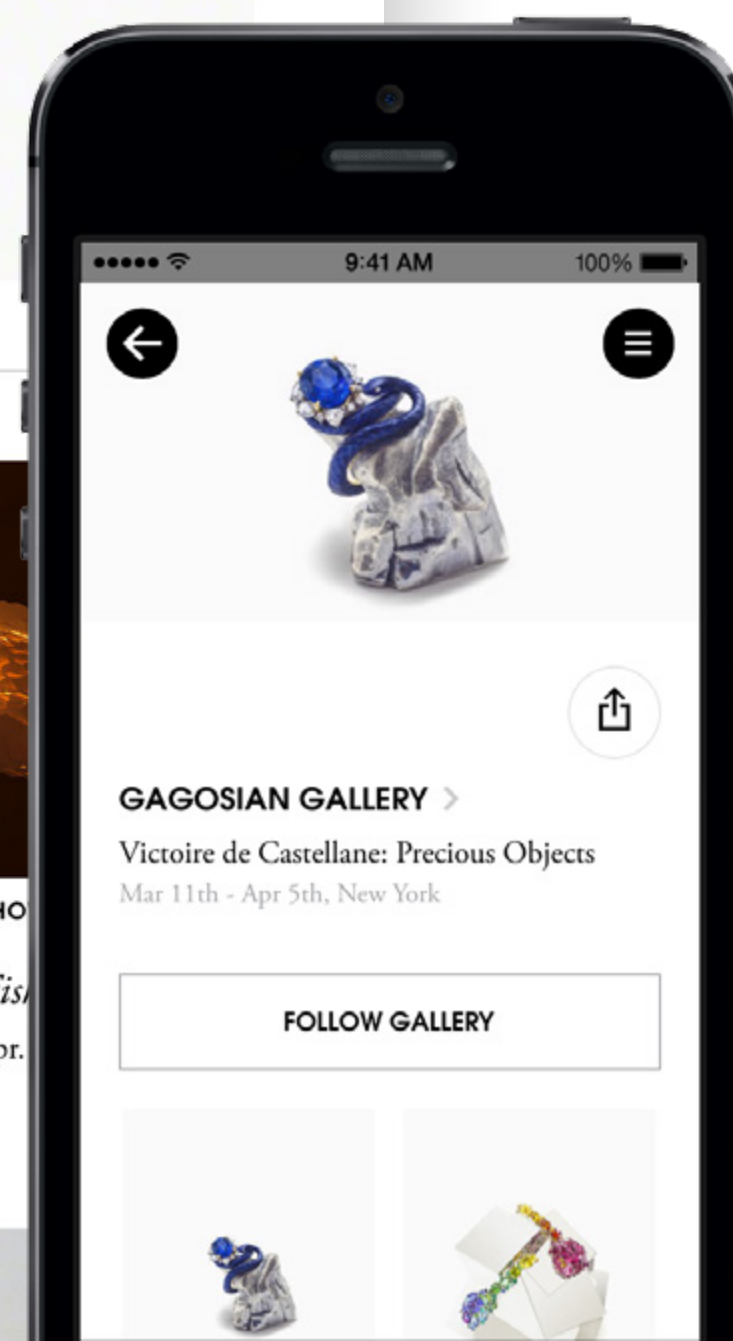 9:41 AM
100%
GAGOSIAN GALLERY
Victoire de Castellane: Precious Objects
Mar 11th - Apr 5th, New York
FOLLOW GALLERY